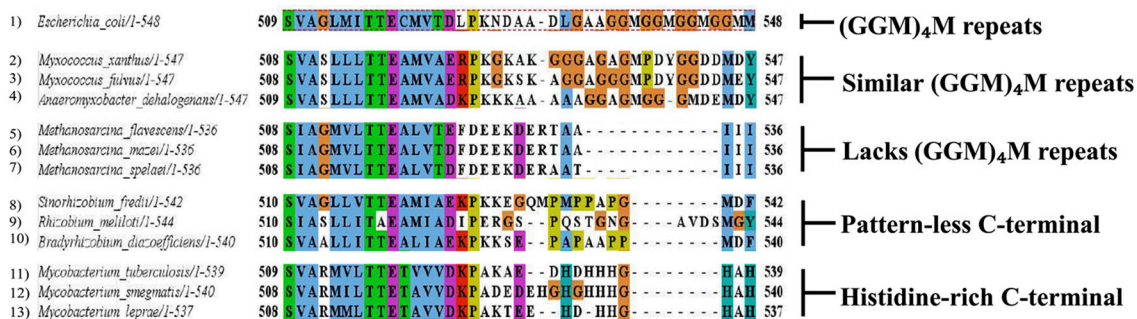 1) Escherichia_coli/1-548 509 SVAGLMITTECMVTDLPKNDAA-DLGAAGGMGGMGGMGGMM 548 (GGM)₄M repeats
2) Myxococcus_xanthus/1-547 508 SVASLLLTTEAMVAERPKGKAK-GGGAGAGMPDYGGDDMDY 547
3) Myxococcus_fulvus/1-547 508 SVASLLLTTEAMVAERPKGKSK-AGGAGGGMPDYGGDDMEY 547 Similar (GGM)₄M repeats
4) Anaeromyxobacter_dehalogenans/1-547 509 SVASLLLTTEAMVADKPKKKAA-AAAGGAGMGG-GMDEMDY 547
5) Methanosarcina_flavescens/1-536 508 SIAGMVLTTEALVTEFDEEKDERTAA------------III 536
6) Methanosarcina_mazei/1-536 508 SIAGMVLTTEALVTDFDEEKDERTAA------------III 536 Lacks (GGM)₄M repeats
7) Methanosarcina_spelaei/1-536 508 SIAGMVLTTEALVTDFDEEKDERAAT------------III 536
8) Sinorhizobium_fredii/1-542 510 SVAGLLVTTEAMIAEKPKKEGQMPMPPAPG--------MDF 542
9) Rhizobium_meliloti/1-544 510 SIASLLITAEAMIADIPERGS--PQSTGNG----AVDSMGY 544 Pattern-less C-terminal
10) Bradyrhizobium_diazoefficiens/1-540 510 SVAALLITTEALIAEKPKKSE--PAPAAPP--------MDF 540
11) Mycobacterium_tuberculosis/1-539 509 SVARMVLTTETAVVDKPAKAE--DHDHHHG--------HAH 539
12) Mycobacterium_smegmatis/1-540 508 SVARMILTTETAVVDKPADEDEHGHGHHHG--------HAH 540 Histidine-rich C-terminal
13) Mycobacterium_leprae/1-537 508 SVARMMLTTETVVVDKPAKTEE--HD-HHG--------HAH 537